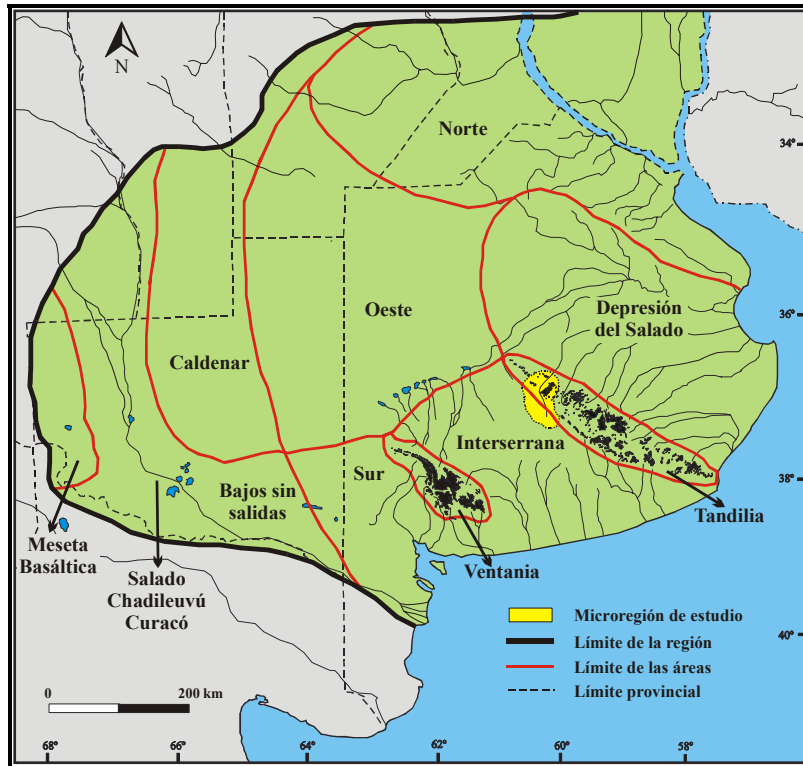 N
Norte
34°
Oeste
Depresión
del Salado
36°
Caldenar
Interserrana
Sur
Bajos sin
salidas
38°
Tandilia
Meseta
Basáltica
Salado
Chadileuvú
Curacó
Ventania
Microregión de estudio
Límite de la región
40°
Límite de las áreas
Límite provincial
0
200 km
68°
66°
64°
62°
60°
58°